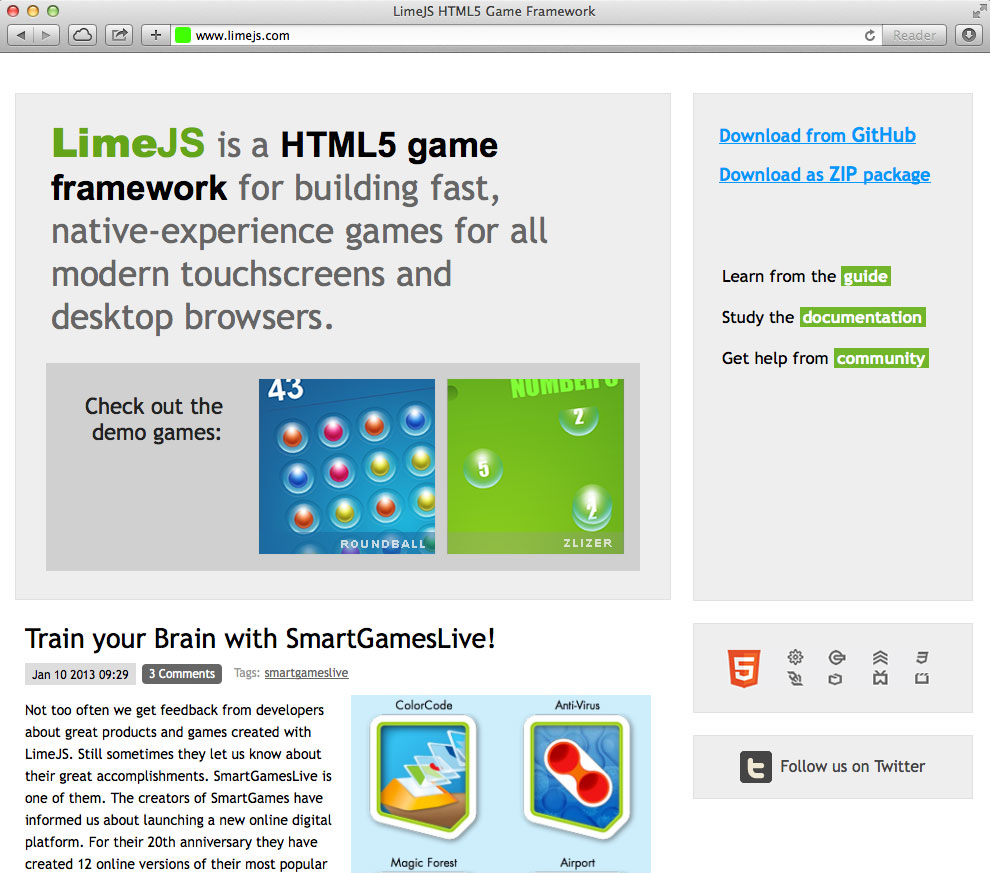 LimeJS HTML5 Game Framework
www.limejs.com
Reader
LimeJS is a HTML5 game
framework for building fast,
native-experience games for all
modern touchscreens and
desktop browsers.
Check out the
demo games:
43
ROUNDBALL
2
5
2
ZLIZER
Download from GitHub
Download as ZIP package
Learn from the guide
Study the documentation
Get help from community
5
Follow us on Twitter
Train your Brain with SmartGamesLive!
Jan 10 2013 09:29 3 Comments Tags: smartgameslive
Not too often we get feedback from developers
about great products and games created with
LimeJS. Still sometimes they let us know about
their great accomplishments. SmartGamesLive is
one of them. The creators of SmartGames have
informed us about launching a new online digital
platform. For their 20th anniversary they have
created 12 online versions of their most popular
ColorCode Anti-Virus
Magic Forest Airport